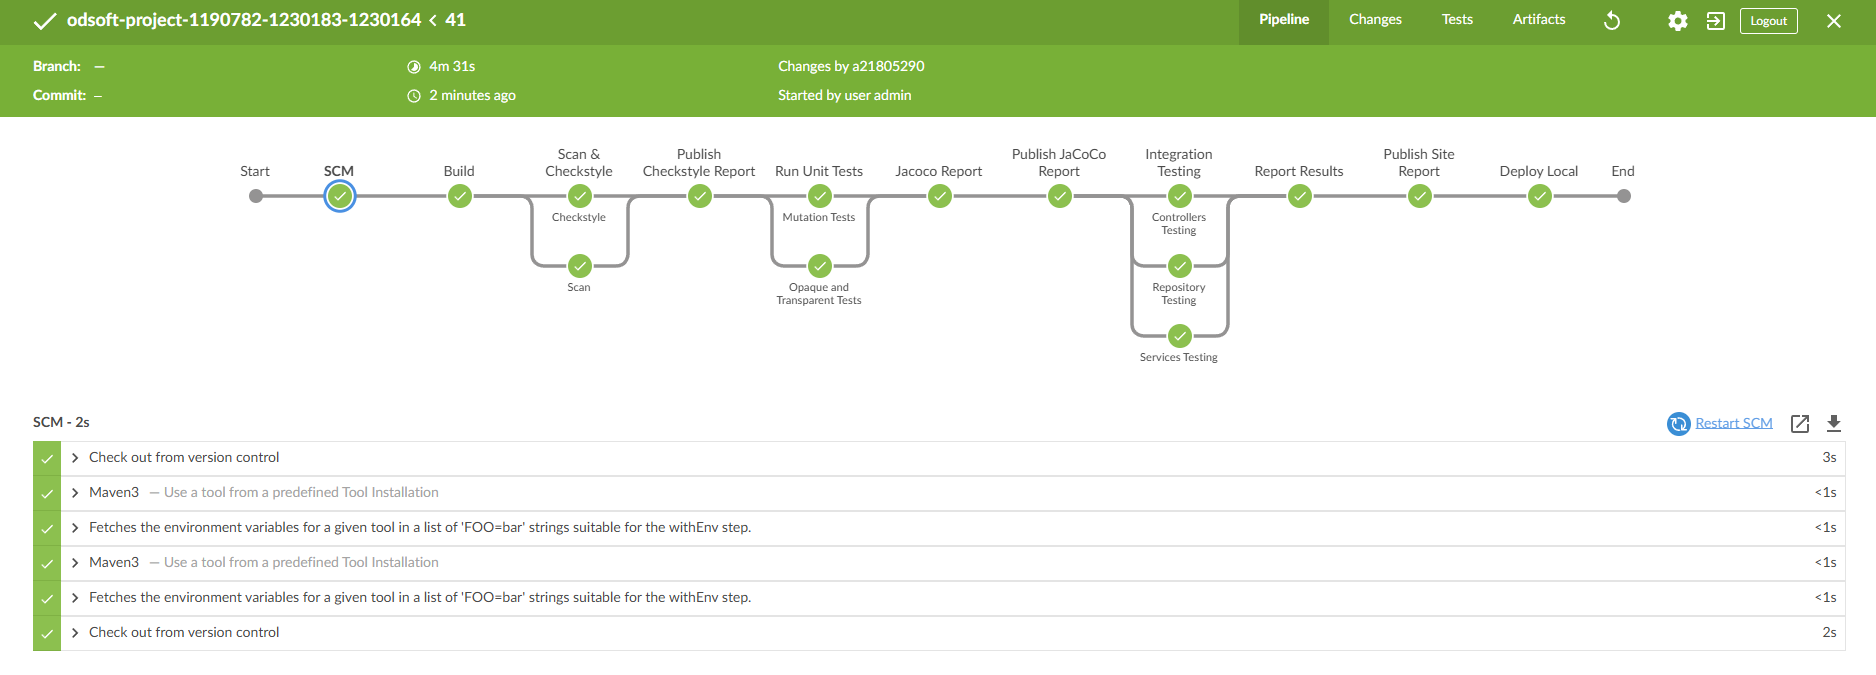 odsoft-project-1190782-1230183-1230164 < 41
Pipeline
Changes
Tests
Artifacts
Logout
Branch: —
4m 31s
Changes by a21805290
Commit: –
2 minutes ago
Started by user admin
Start
SCM
Build
Scan &
Checkstyle
Publish
Checkstyle Report
Run Unit Tests
Jacoco Report
Publish JaCoCo
Report
Integration
Testing
Report Results
Publish Site
Report
Deploy Local
End
Checkstyle
Scan
Mutation Tests
Opaque and
Transparent Tests
Controllers
Testing
Repository
Testing
Services Testing
SCM - 2s
Restart SCM
Check out from version control
3s
Maven3 — Use a tool from a predefined Tool Installation
<1s
Fetches the environment variables for a given tool in a list of 'FOO=bar' strings suitable for the withEnv step.
<1s
Maven3 — Use a tool from a predefined Tool Installation
<1s
Fetches the environment variables for a given tool in a list of 'FOO=bar' strings suitable for the withEnv step.
<1s
Check out from version control
2s